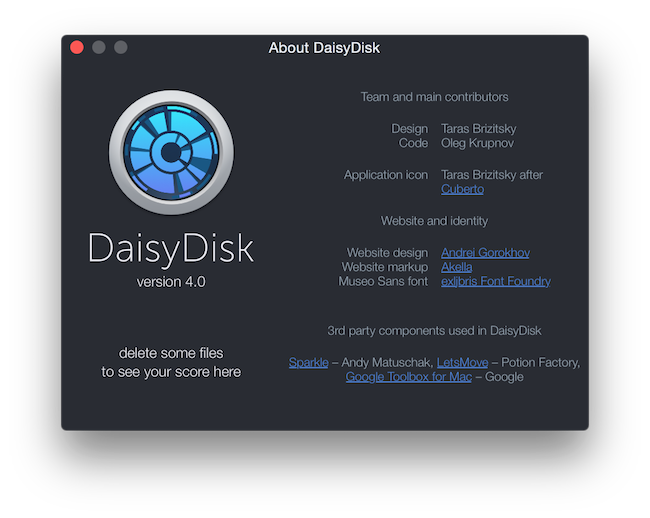 About DaisyDisk
DaisyDisk
version 4.0
delete some files
to see your score here
Team and main contributors
Design Taras Brizitsky
Code Oleg Krupnov
Application icon Taras Brizitsky after
Cuberto
Website and identity
Website design Andrei Gorokhov
Website markup Akella
Museo Sans font exljbris Font Foundry
3rd party components used in DaisyDisk
Sparkle – Andy Matuschak, LetsMove – Potion Factory,
Google Toolbox for Mac – Google